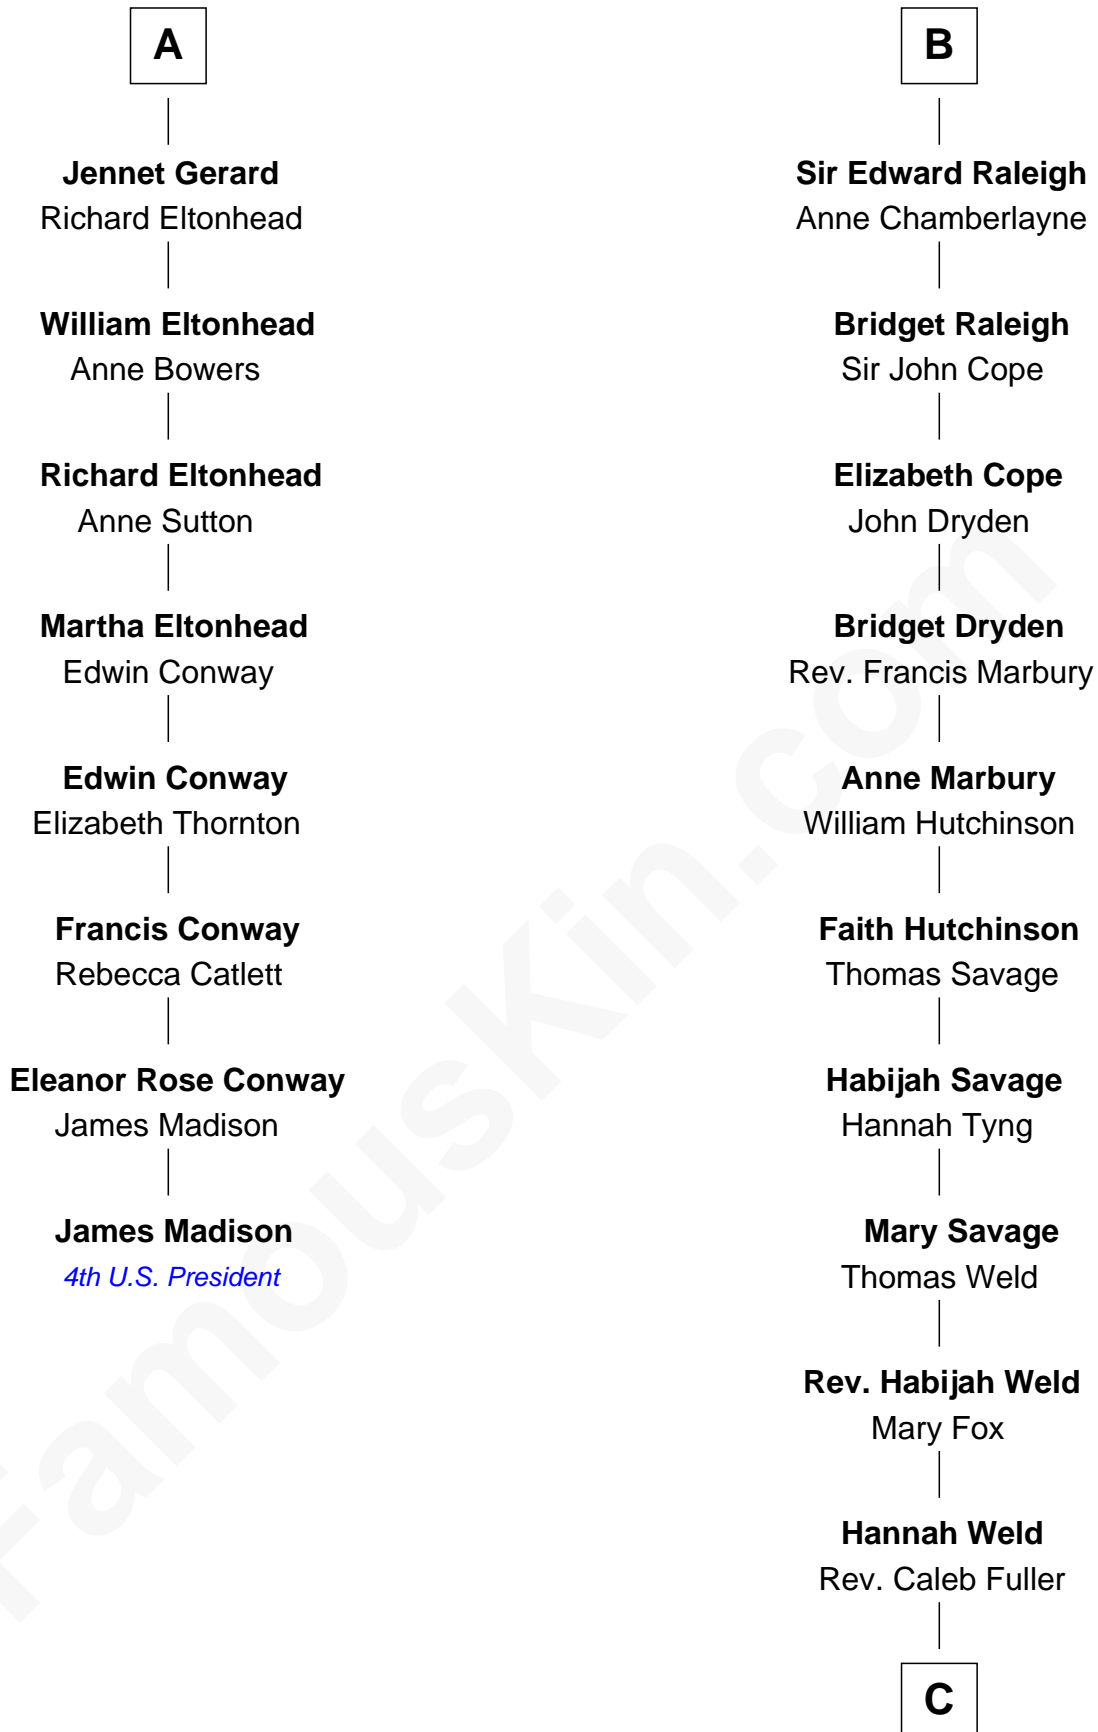 A
Jennet Gerard
Richard Eltonhead
William Eltonhead
Anne Bowers
Richard Eltonhead
Anne Sutton
Martha Eltonhead
Edwin Conway
Edwin Conway
Elizabeth Thornton
Francis Conway
Rebecca Catlett
Eleanor Rose Conway
James Madison
James Madison
4th U.S. President
B
Sir Edward Raleigh
Anne Chamberlayne
Bridget Raleigh
Sir John Cope
Elizabeth Cope
John Dryden
Bridget Dryden
Rev. Francis Marbury
Anne Marbury
William Hutchinson
Faith Hutchinson
Thomas Savage
Habijah Savage
Hannah Tyng
Mary Savage
Thomas Weld
Rev. Habijah Weld
Mary Fox
Hannah Weld
Rev. Caleb Fuller
C
FamousKin.com